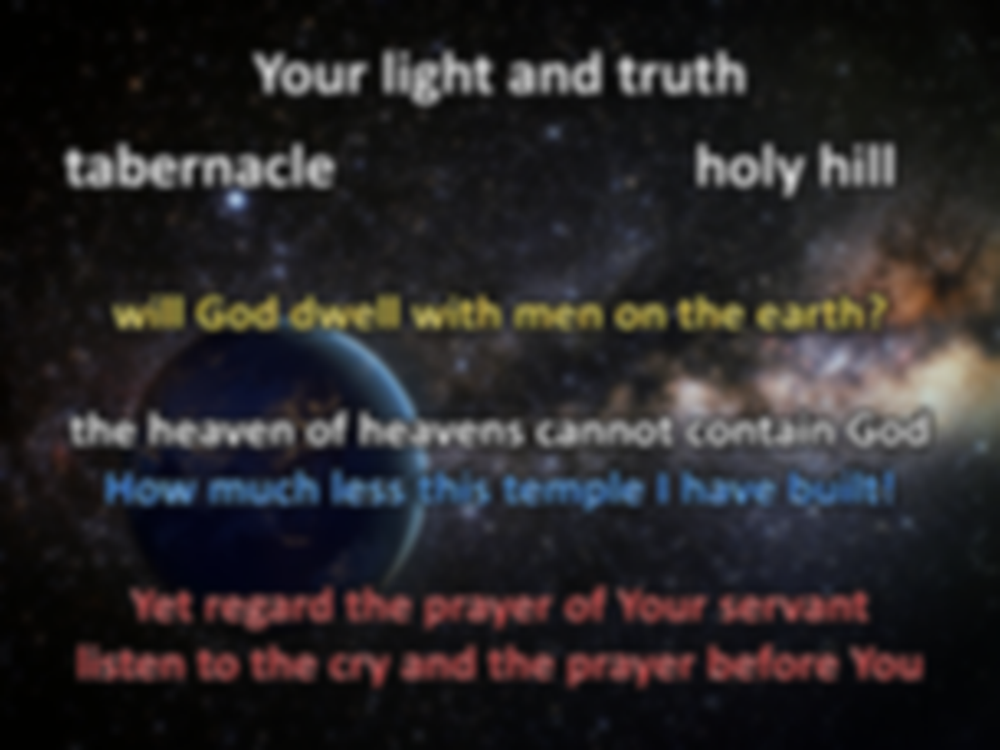 Your light and truth
tabernacle holy hill
will God dwell with men on the earth?
the heaven of heavens cannot contain God
How much less this temple I have built!
Yet regard the prayer of Your servant
listen to the cry and the prayer before You